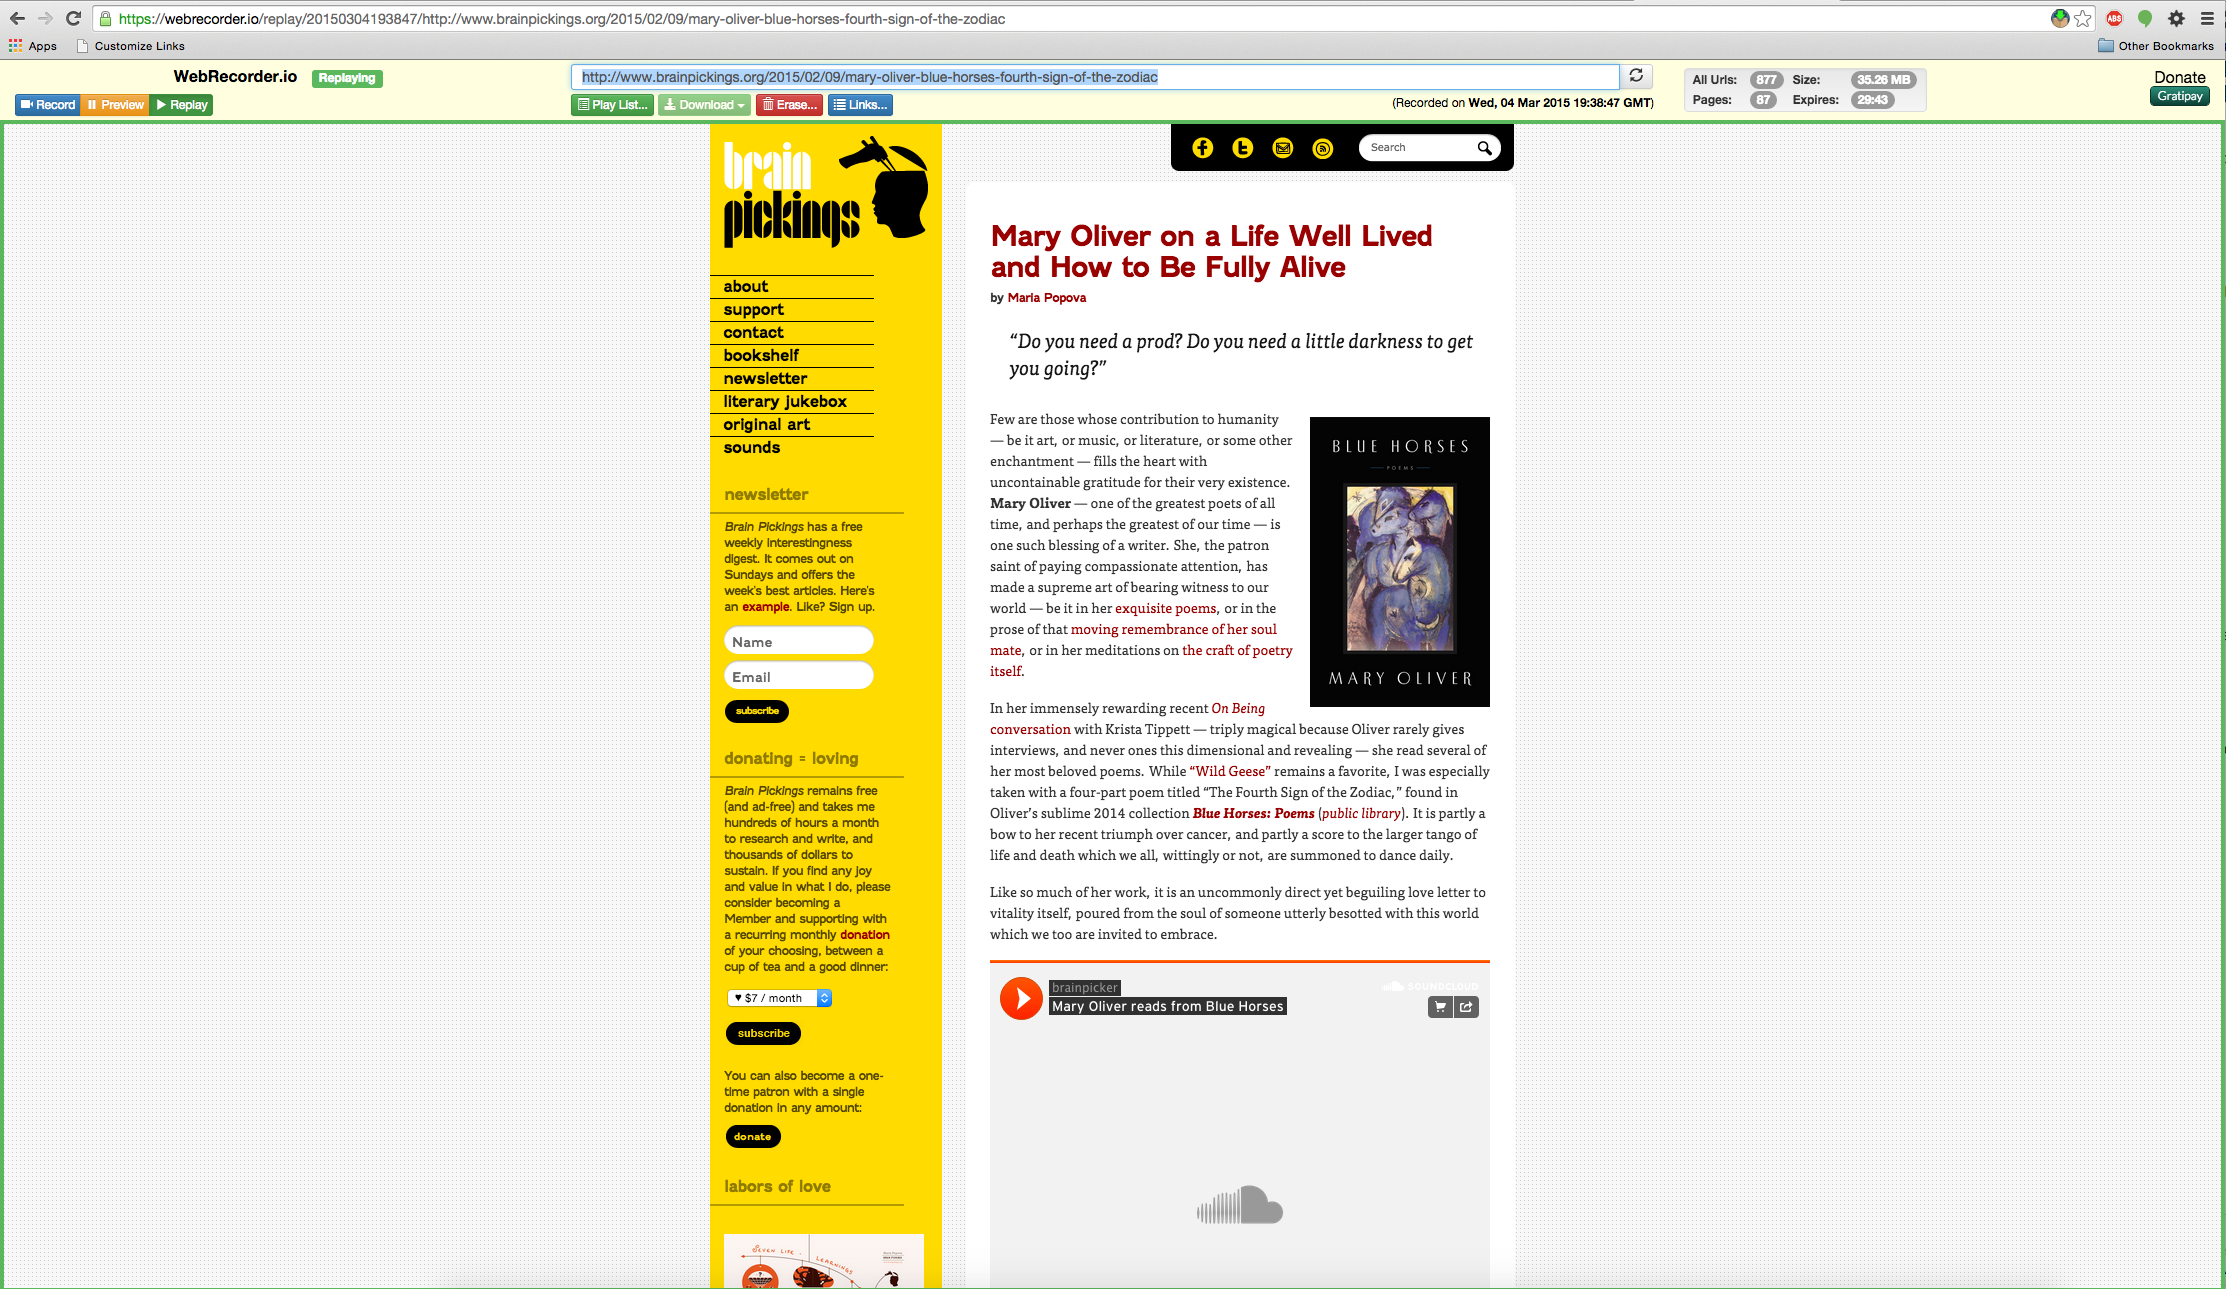 https://webrecorder.io/replay/20150304193847/http://www.brainpickings.org/2015/02/09/mary-oliver-blue-horses-fourth-sign-of-the-zodiac
ABS
Apps
Customize Links
Other Bookmarks
WebRecorder.io
Replaying
Record
Preview
Replay
http://www.brainpickings.org/2015/02/09/mary-oliver-blue-horses-fourth-sign-of-the-zodiac
Play List...
Download
Erase...
Links...
(Recorded on Wed, 04 Mar 2015 19:38:47 GMT)
All Urls: 877 Size: 35.26 MB
Pages: 87 Expires: 29:43
Donate
Gratipay
brain
pickings
about
support
contact
bookshelf
newsletter
literary jukebox
original art
sounds
newsletter
Brain Pickings has a free
weekly interestingness
digest. It comes out on
Sundays and offers the
week's best articles. Here's
an example. Like? Sign up.
Name
Email
subscribe
donating = loving
Brain Pickings remains free
(and ad-free) and takes me
hundreds of hours a month
to research and write, and
thousands of dollars to
sustain. If you find any joy
and value in what I do, please
consider becoming a
Member and supporting with
a recurring monthly donation
of your choosing, between a
cup of tea and a good dinner:
♥ $7 / month
subscribe
You can also become a one-
time patron with a single
donation in any amount:
donate
labors of love
SEVEN LIFE - LEARNINGS
Search
Mary Oliver on a Life Well Lived
and How to Be Fully Alive
by Maria Popova
“Do you need a prod? Do you need a little darkness to get
you going?”
Few are those whose contribution to humanity
— be it art, or music, or literature, or some other
enchantment — fills the heart with
uncontainable gratitude for their very existence.
Mary Oliver — one of the greatest poets of all
time, and perhaps the greatest of our time — is
one such blessing of a writer. She, the patron
saint of paying compassionate attention, has
made a supreme art of bearing witness to our
world — be it in her exquisite poems, or in the
prose of that moving remembrance of her soul
mate, or in her meditations on the craft of poetry
itself.
BLUE HORSES
POEMS
MARY OLIVER
In her immensely rewarding recent On Being
conversation with Krista Tippett — triply magical because Oliver rarely gives
interviews, and never ones this dimensional and revealing — she read several of
her most beloved poems. While “Wild Geese” remains a favorite, I was especially
taken with a four-part poem titled “The Fourth Sign of the Zodiac,” found in
Oliver’s sublime 2014 collection Blue Horses: Poems (public library). It is partly a
bow to her recent triumph over cancer, and partly a score to the larger tango of
life and death which we all, wittingly or not, are summoned to dance daily.
Like so much of her work, it is an uncommonly direct yet beguiling love letter to
vitality itself, poured from the soul of someone utterly besotted with this world
which we too are invited to embrace.
brainpicker
Mary Oliver reads from Blue Horses
SOUNDCLOUD